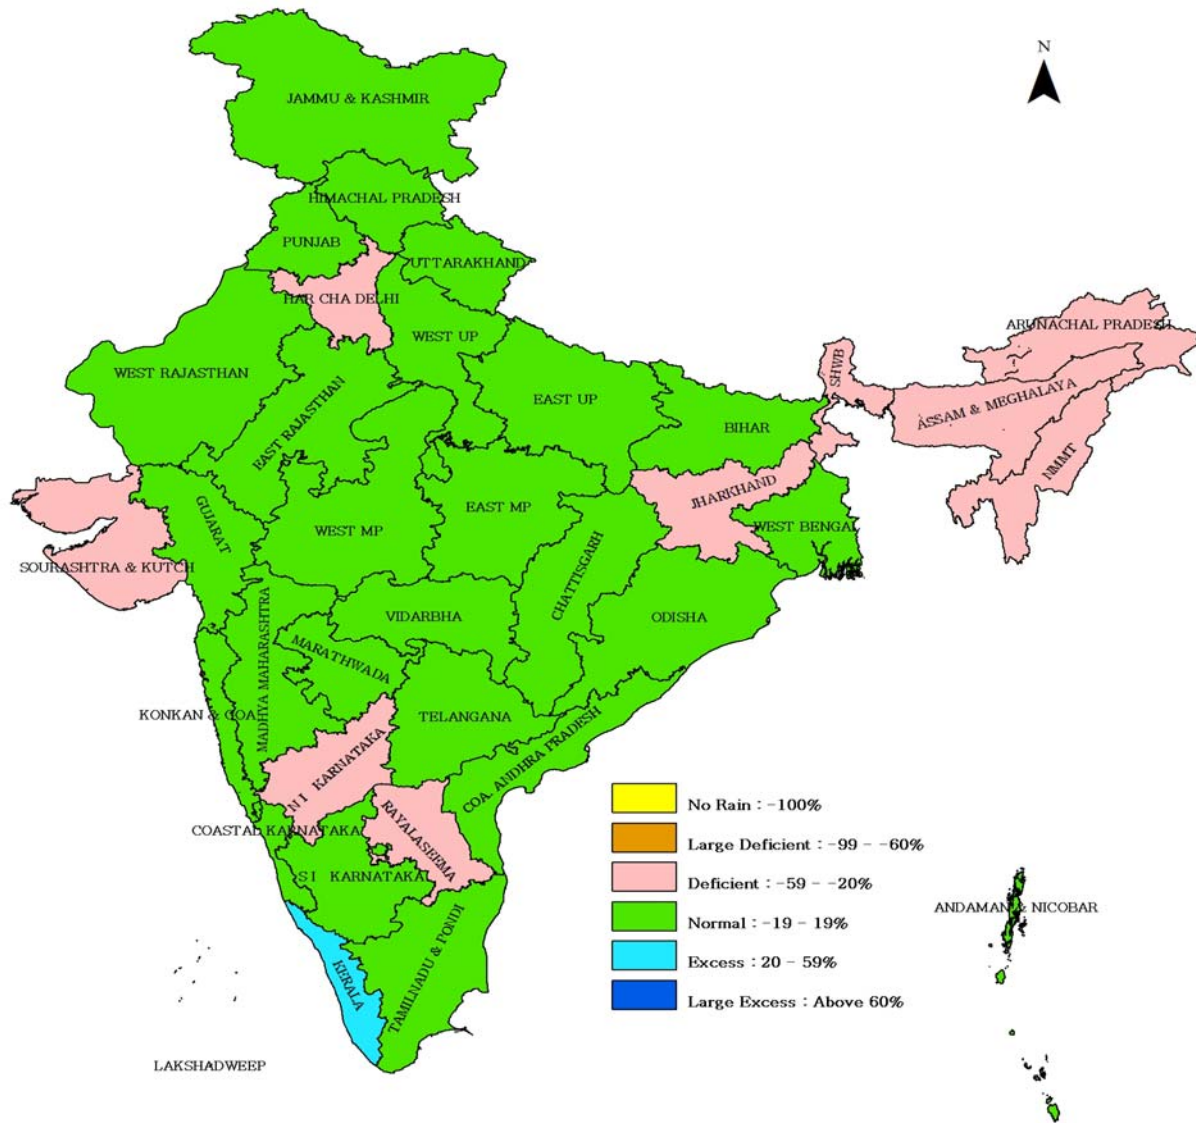 N
JAMMU & KASHMIR
HIMACHAL PRADESH
PUNJAB
UTTARAKHAND
HAR CHA DELHI
ARUNACHAL PRADESH
WEST UP
SHWB
WEST RAJASTHAN
ASSAM & MEGHALAYA
EAST UP
EAST RAJASTHAN
BIHAR
NMMT
JHARKHAND
EAST MP
GUJARAT
WEST MP
WEST BENGAL
SOURASHTRA & KUTCH
CHATTISGARH
VIDARBHA
ODISHA
MADHYA MAHARASHTRA
MARATHWADA
KONKAN & GOA
TELANGANA
COA. ANDHRA PRADESH
N I KARNATAKA
No Rain : -100%
COASTAL KARNATAKA
RAYALASEEMA
Large Deficient : -99 - -60%
S I KARNATAKA
Deficient : -59 - -20%
ANDAMAN & NICOBAR
Normal : -19 - 19%
KERALA
TAMILNADU & PONDI
Excess : 20 - 59%
Large Excess : Above 60%
LAKSHADWEEP